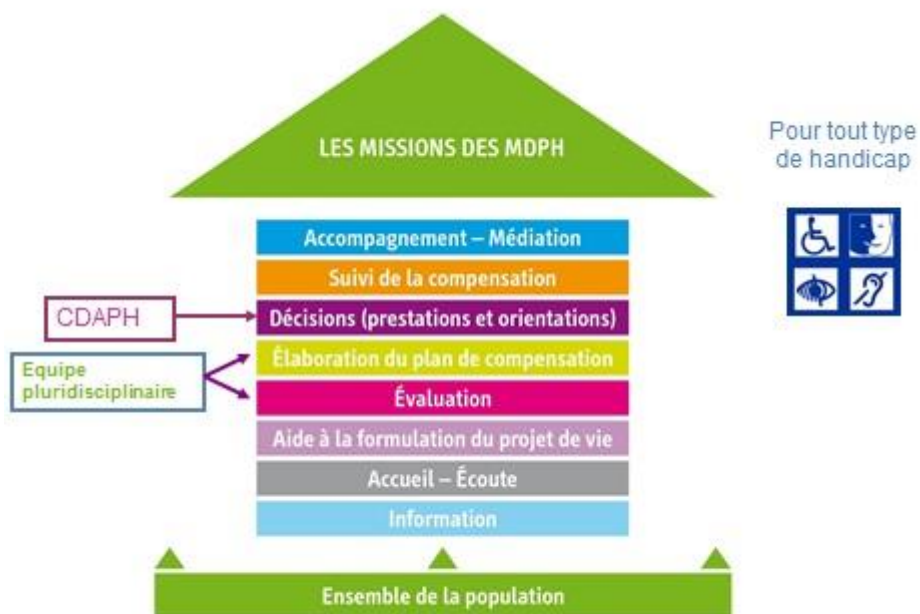 LES MISSIONS DES MDPH
Pour tout type
de handicap
Accompagnement – Médiation
Suivi de la compensation
CDAPH
Décisions (prestations et orientations)
Equipe
pluridisciplinaire
Élaboration du plan de compensation
Évaluation
Aide à la formulation du projet de vie
Accueil – Écoute
Information
Ensemble de la population